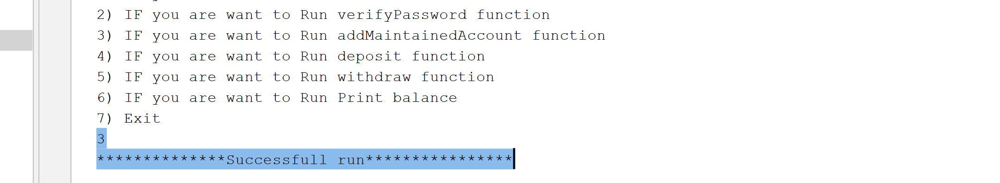 2) IF you are want to Run verifyPassword function
3) IF you are want to Run addMaintainedAccount function
4) IF you are want to Run deposit function
5) IF you are want to Run withdraw function
6) IF you are want to Run Print balance
7) Exit
3
**************Successfull run****************